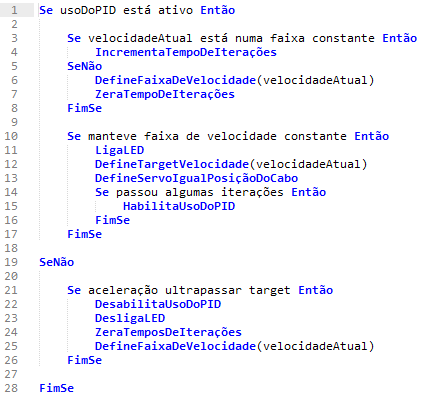 1 Se usoDoPID está ativo Então
2
3 Se velocidadeAtual está numa faixa constante Então
4 IncrementaTempoDeIterações
5 SeNão
6 DefineFaixaDeVelocidade(velocidadeAtual)
7 ZeraTempoDeIterações
8 FimSe
9
10 Se manteve faixa de velocidade constante Então
11 LigaLED
12 DefineTargetVelocidade(velocidadeAtual)
13 DefineServoIgualPosiçãoDoCabo
14 Se passou algumas iterações Então
15 HabilitaUsoDoPID
16 FimSe
17 FimSe
18
19 SeNão
20
21 Se aceleração ultrapassar target Então
22 DesabilitaUsoDoPID
23 DesligaLED
24 ZeraTemposDeIterações
25 DefineFaixaDeVelocidade(velocidadeAtual)
26 FimSe
27
28 FimSe